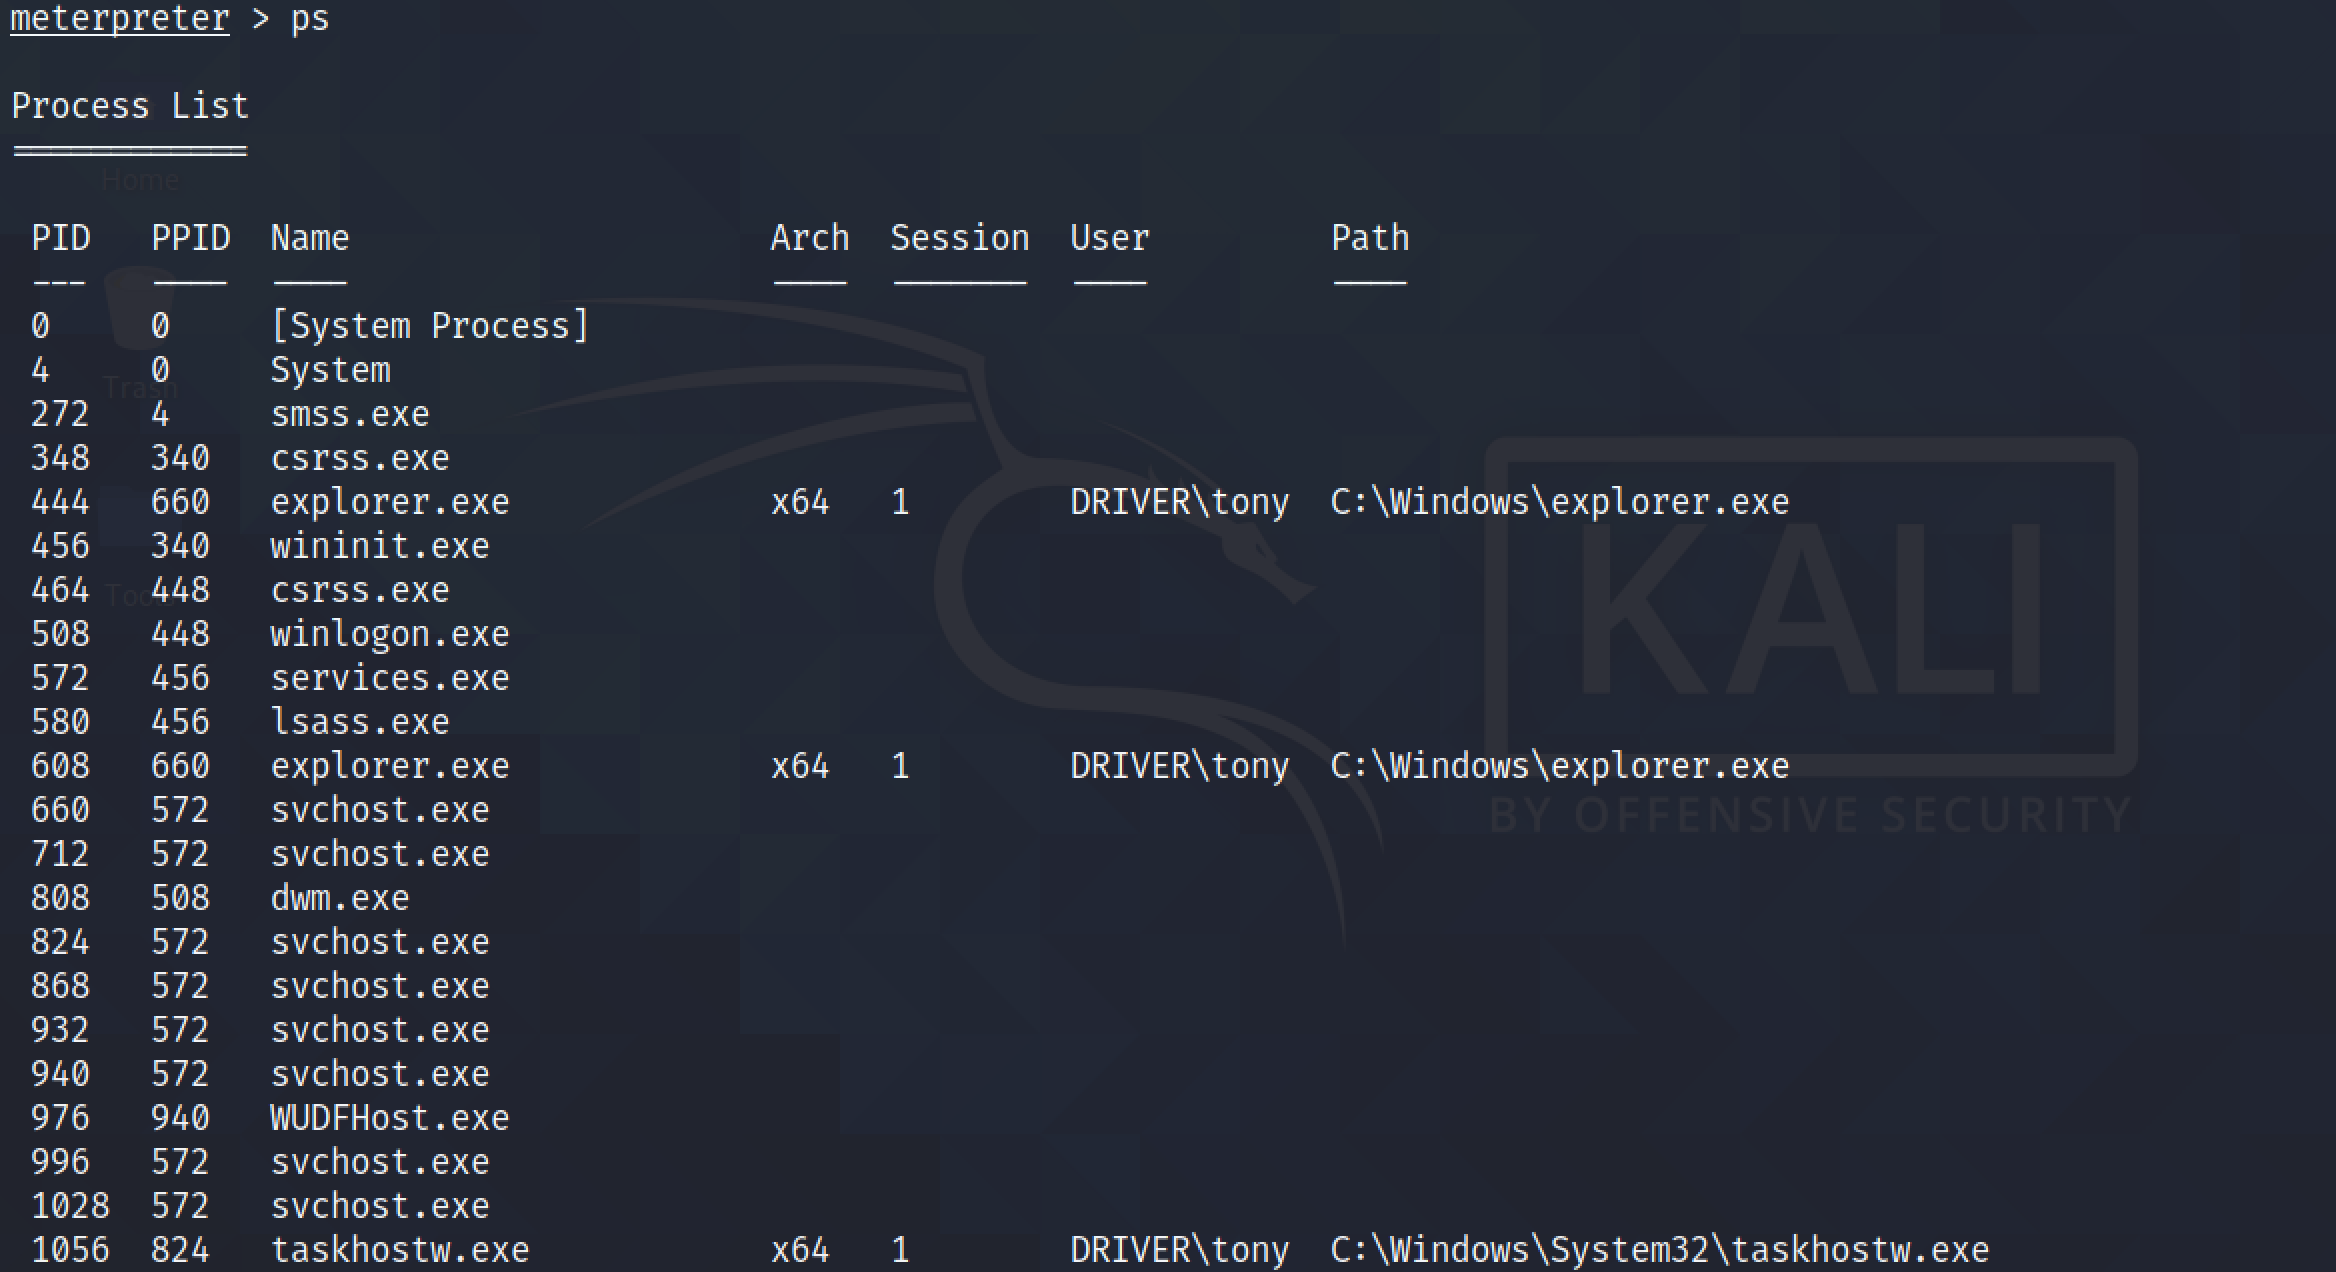 meterpreter > ps
Process List
============
Home
PID PPID Name Arch Session User Path
--- ---- ---- ---- ------- ---- ----
0 0 [System Process]
4 0 System
Trash
272 4 smss.exe
348 340 csrss.exe
444 660 explorer.exe x64 1 DRIVER\tony C:\Windows\explorer.exe
456 340 wininit.exe
464 448 csrss.exe
508 448 winlogon.exe
572 456 services.exe
580 456 lsass.exe
608 660 explorer.exe x64 1 DRIVER\tony C:\Windows\explorer.exe
KALI
BY OFFENSIVE SECURITY
660 572 svchost.exe
712 572 svchost.exe
808 508 dwm.exe
824 572 svchost.exe
868 572 svchost.exe
932 572 svchost.exe
940 572 svchost.exe
976 940 WUDFHost.exe
996 572 svchost.exe
1028 572 svchost.exe
1056 824 taskhostw.exe x64 1 DRIVER\tony C:\Windows\System32\taskhostw.exe